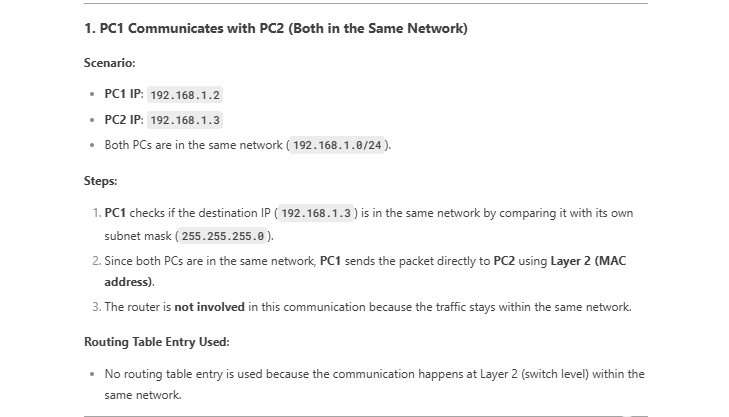 1. PC1 Communicates with PC2 (Both in the Same Network)
Scenario:
• PC1 IP: 192.168.1.2
• PC2 IP: 192.168.1.3
• Both PCs are in the same network ( 192.168.1.0/24 ).
Steps:
1. PC1 checks if the destination IP ( 192.168.1.3 ) is in the same network by comparing it with its own
subnet mask ( 255.255.255.0 ).
2. Since both PCs are in the same network, PC1 sends the packet directly to PC2 using Layer 2 (MAC
address).
3. The router is not involved in this communication because the traffic stays within the same network.
Routing Table Entry Used:
• No routing table entry is used because the communication happens at Layer 2 (switch level) within the
same network.